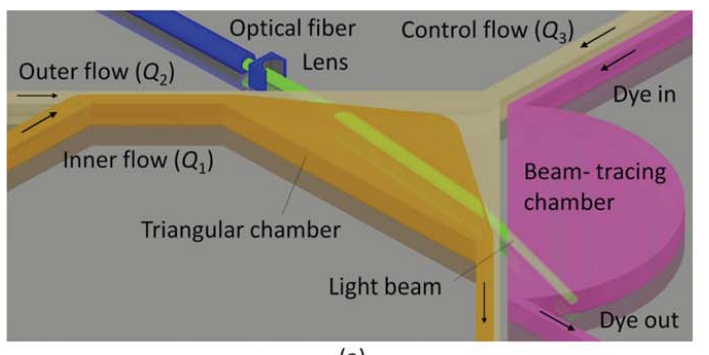 Optical fiber
Control flow (Q3)
Lens
Outer flow (Q2)
Dye in
Inner flow (Q1)
Beam- tracing
chamber
Triangular chamber
Light beam
Dye out